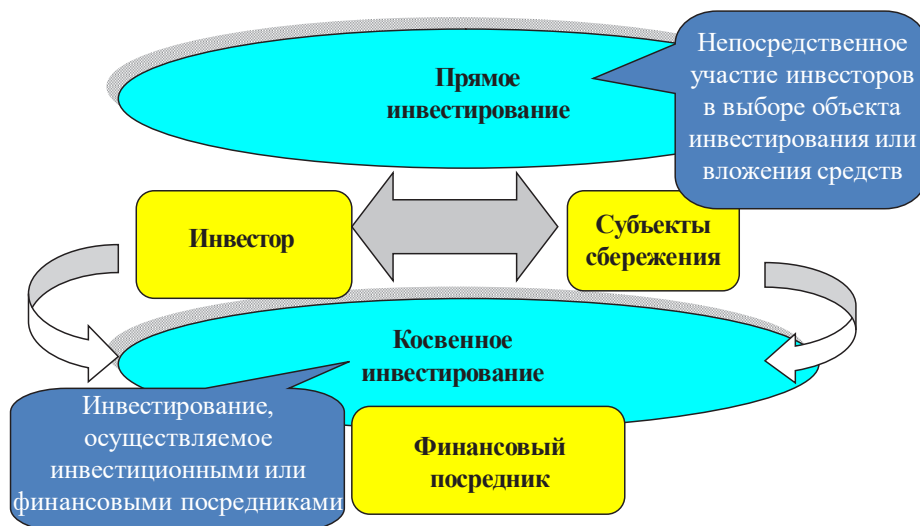 Прямое
инвестирование
Непосредственное
участие инвесторов
в выборе объекта
инвестирования или
вложения средств
Инвестор
Субъекты
сбережения
Косвенное
инвестирование
Инвестирование,
осуществляемое
инвестиционными или
финансовыми посредниками
Финансовый
посредник